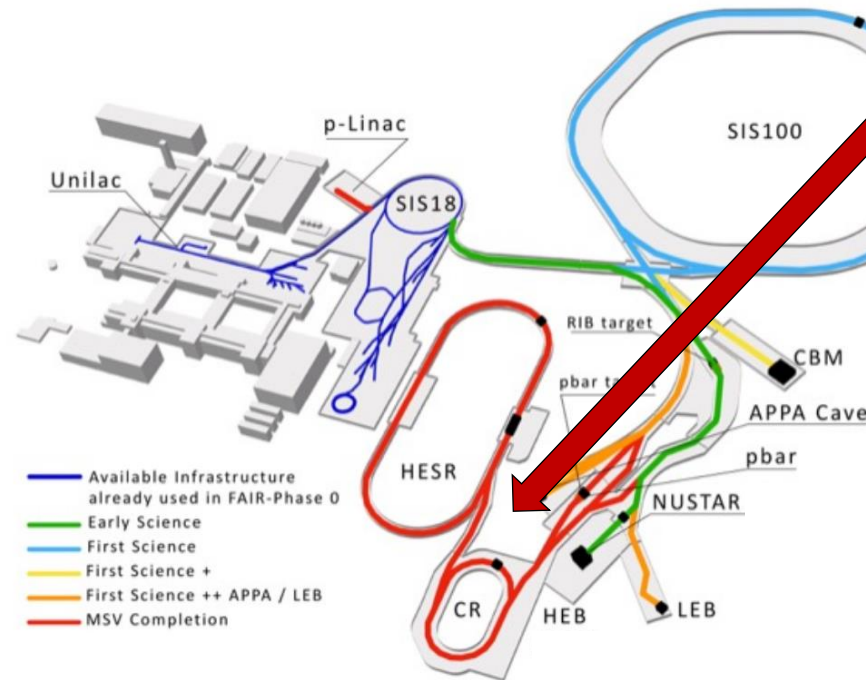 p-Linac
SIS100
Unilac
SIS18
RIB target
CBM
pbar
APPA Cave
HESR
pbar
Available Infrastructure
already used in FAIR-Phase 0
NUSTAR
Early Science
First Science
First Science +
First Science ++ APPA / LEB
CR
HEB
LEB
MSV Completion